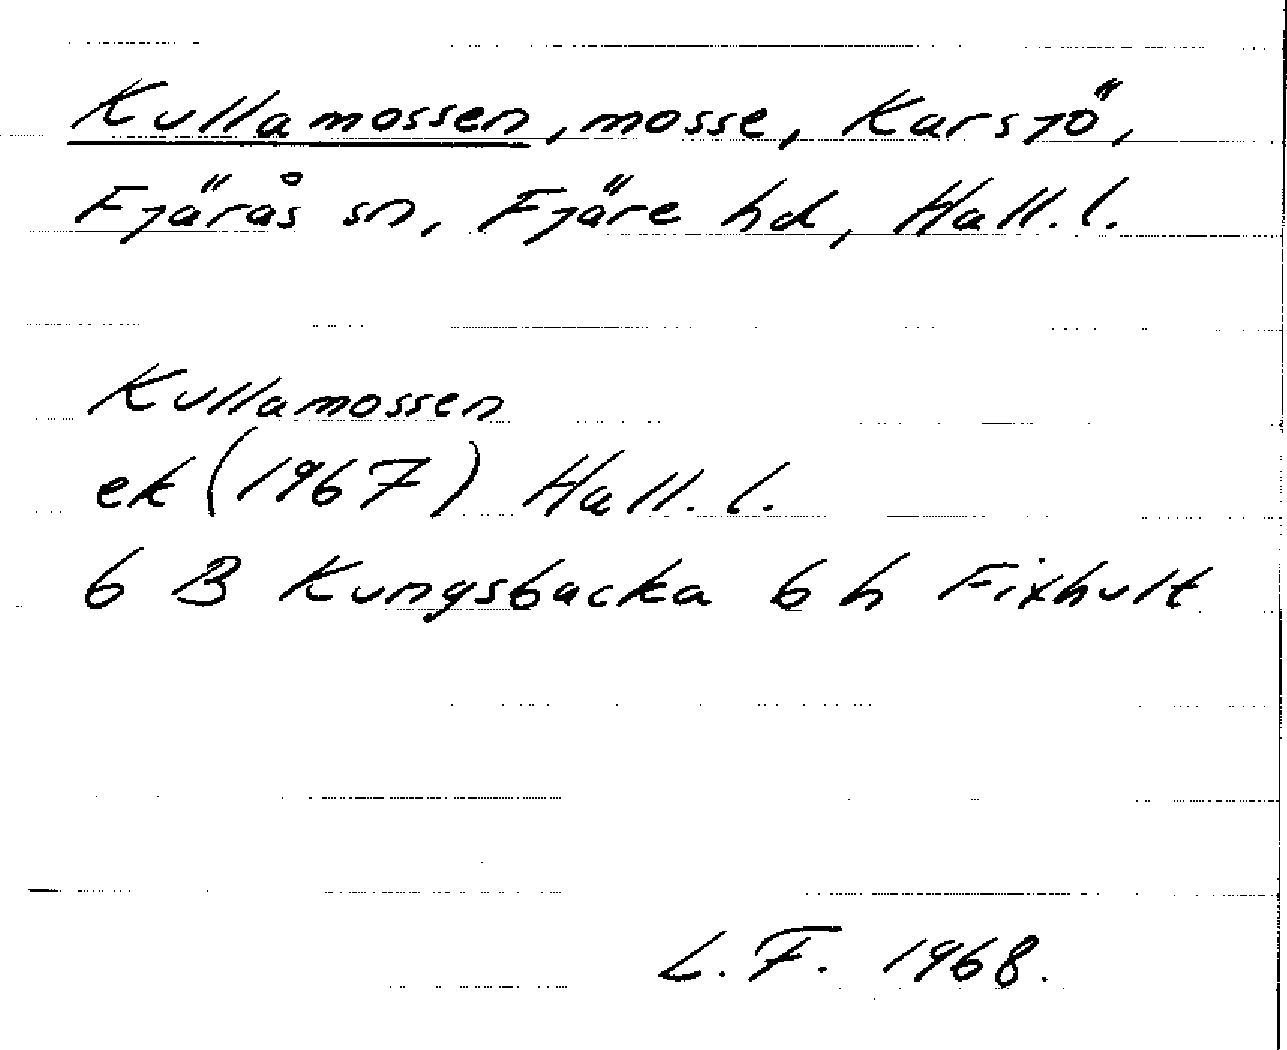 Kullamossen, mosse, Karsjö,
Fjärås sn, Fjäre hd, Hall. l.
Kullamossen
ek (1967) Hall. l.
6 B Kungsbacka 6 h Fixhult
L. F. 1968.